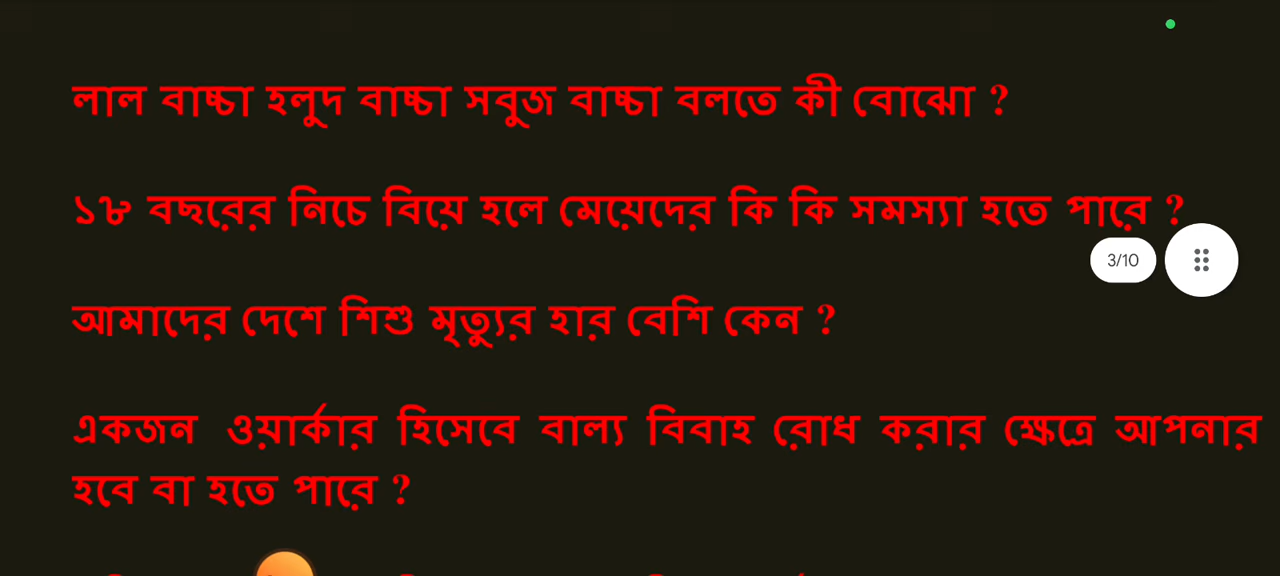 লাল বাচ্চা হলুদ বাচ্চা সবুজ বাচ্চা বলতে কী বোঝো ?
১৮ বছরের নিচে বিয়ে হলে মেয়েদের কি কি সমস্যা হতে পারে ?
3/10
আমাদের দেশে শিশু মৃত্যুর হার বেশি কেন ?
একজন ওয়ার্কার হিসেবে বাল্য বিবাহ রোধ করার ক্ষেত্রে আপনার
হবে বা হতে পারে ?